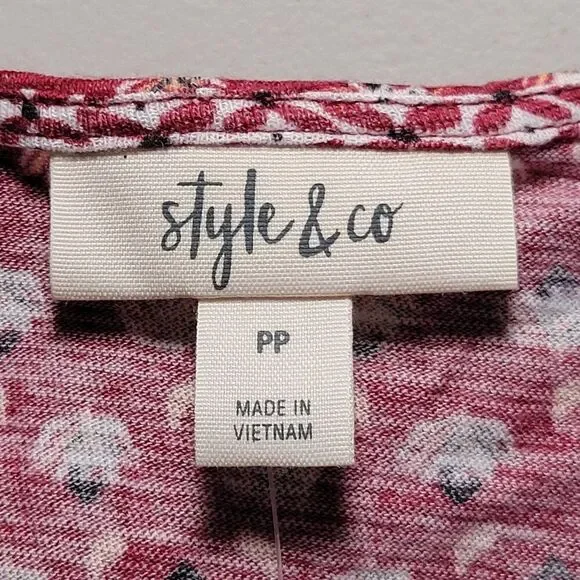 style & co
PP
MADE IN
VIETNAM